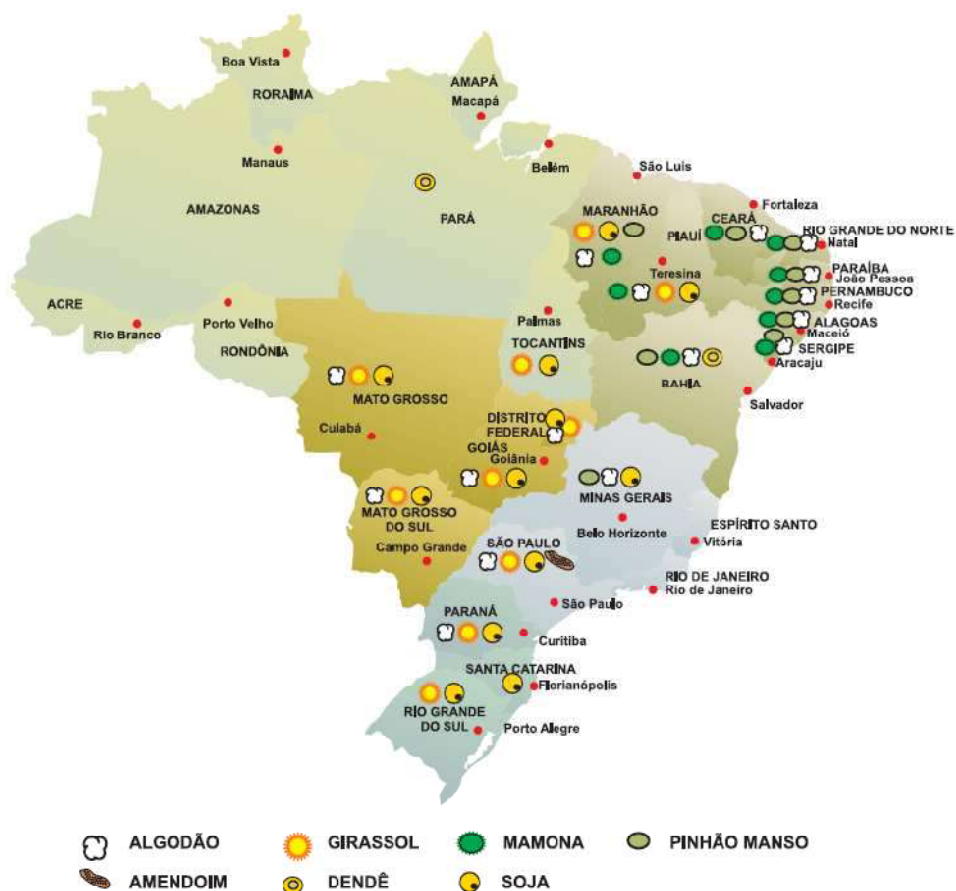 Boa Vista
RORAIMA
AMAPÁ
Macapá
Manaus
Belém
São Luis
AMAZONAS
PARÁ
MARANHÃO
PIAUÍ
CEARÁ
Fortaleza
RIO GRANDE DO NORTE
Natal
Teresina
PARAÍBA
João Pessoa
PERNAMBUCO
Recife
ACRE
Rio Branco
Porto Velho
RONDÔNIA
Palmas
TOCANTINS
ALAGOAS
Maceió
SERGIPE
Aracaju
BAHIA
Salvador
MATO GROSSO
Cuiabá
DISTRITO
FEDERAL
GOIÁS
Goiânia
MINAS GERAIS
MATO GROSSO
DO SUL
Belo Horizonte
ESPÍRITO SANTO
Vitória
Campo Grande
SÃO PAULO
RIO DE JANEIRO
Rio de Janeiro
São Paulo
PARANÁ
Curitiba
SANTA CATARINA
Florianópolis
RIO GRANDE
DO SUL
Porto Alegre
ALGODÃO GIRASSOL MAMONA PINHÃO MANSO
AMENDOIM DENDÊ SOJA